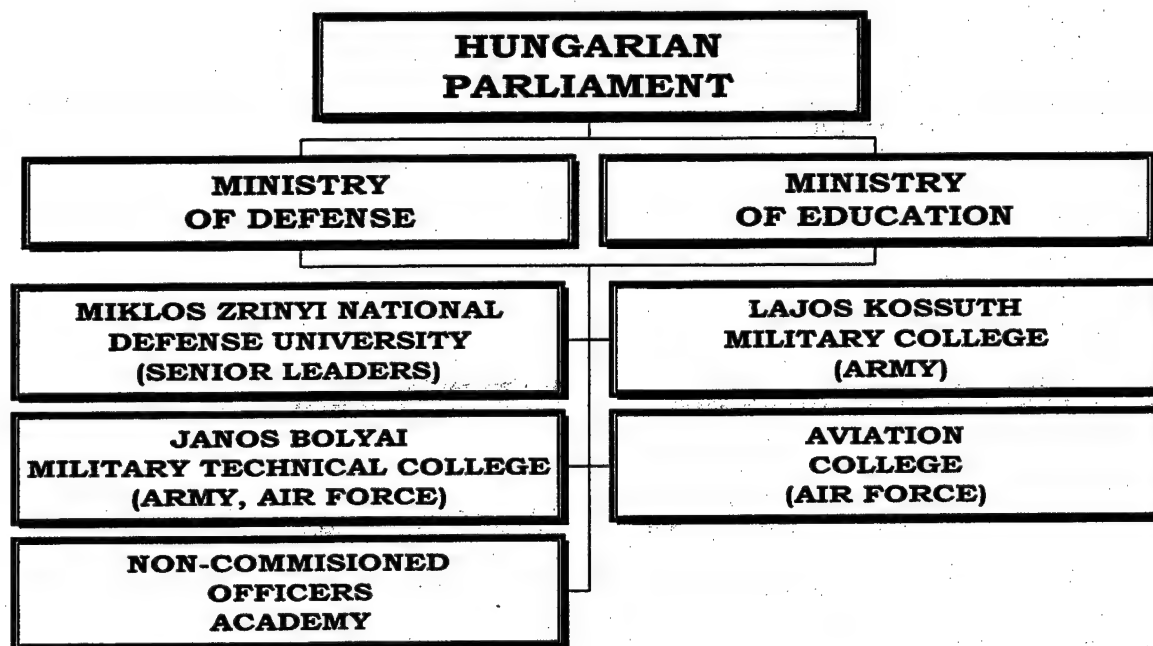 HUNGARIAN
PARLIAMENT
MINISTRY
OF DEFENSE
MINISTRY
OF EDUCATION
MIKLOS ZRINYI NATIONAL
DEFENSE UNIVERSITY
(SENIOR LEADERS)
LAJOS KOSSUTH
MILITARY COLLEGE
(ARMY)
JANOS BOLYAI
MILITARY TECHNICAL COLLEGE
(ARMY, AIR FORCE)
AVIATION
COLLEGE
(AIR FORCE)
NON-COMMISIONED
OFFICERS
ACADEMY